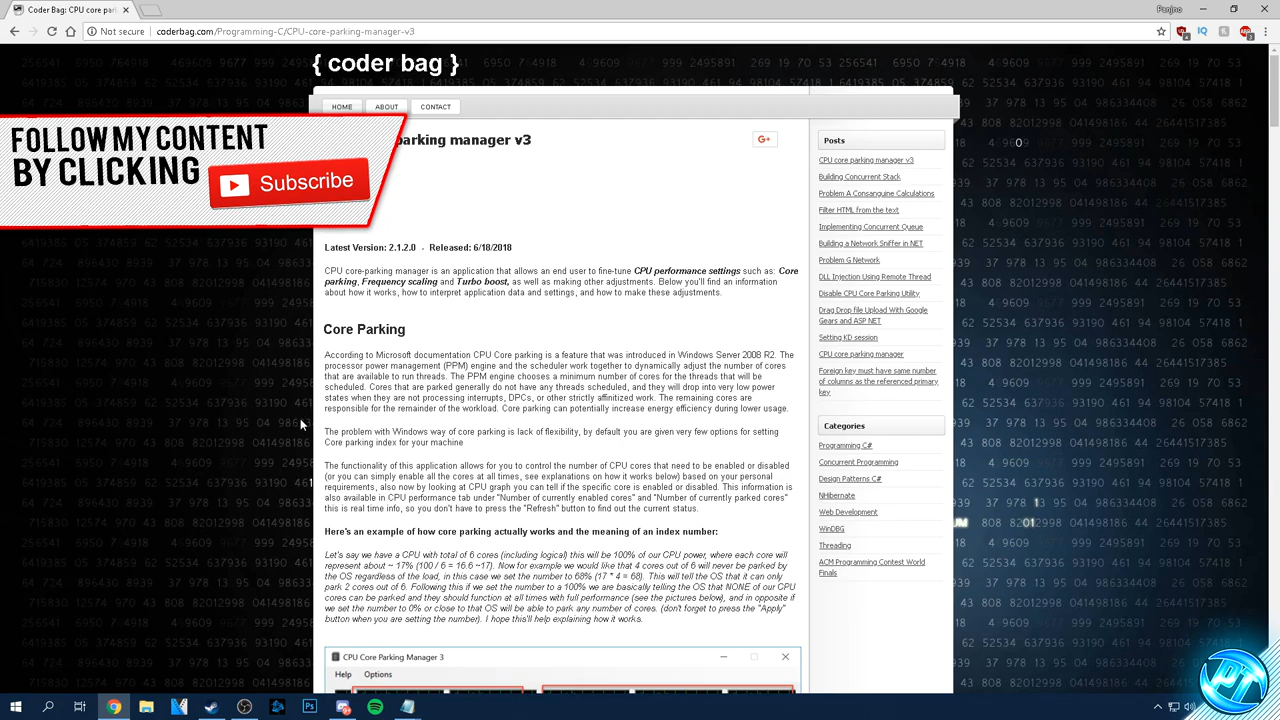 Coder Bag: CPU core par
Panjno
Not secure
coderbag.com/Programming-C/CPU-core-parking-manager-v3
{ coder bag }
HOME
ABOUT
CONTACT
FOLLOW MY CONTENT
BY CLICKING
Subscribe
parking manager v3
G+
Latest Version: 2.1.2.0 - Released: 6/18/2018
CPU core-parking manager is an application that allows an end user to fine-tune CPU performance settings such as: Core
parking, Frequency scaling and Turbo boost, as well as making other adjustments. Below you'll find an information
about how it works, how to interpret application data and settings, and how to make these adjustments.
Core Parking
According to Microsoft documentation CPU Core parking is a feature that was introduced in Windows Server 2008 R2. The
processor power management (PPM) engine and the scheduler work together to dynamically adjust the number of cores
that are available to run threads. The PPM engine chooses a minimum number of cores for the threads that will be
scheduled. Cores that are parked generally do not have any threads scheduled, and they will drop into very low power
states when they are not processing interrupts, DPCs, or other strictly affinitized work. The remaining cores are
responsible for the remainder of the workload. Core parking can potentially increase energy efficiency during lower usage.
The problem with Windows way of core parking is lack of flexibility, by default you are given very few options for setting
Core parking index for your machine
The functionality of this application allows for you to control the number of CPU cores that need to be enabled or disabled
(or you can simply enable all the cores at all times, see explanations on how it works below) based on your personal
requirements, also now by looking at CPU graph you can tell if the specific core is enabled or disabled. This information is
also available in CPU performance tab under "Number of currently enabled cores" and "Number of currently parked cores"
this is real time info, so you don't have to press the "Refresh" button to find out the current status.
Here's an example of how core parking actually works and the meaning of an index number:
Let's say we have a CPU with total of 6 cores (including logical) this will be 100% of our CPU power, where each core will
represent about ~ 17% (100 / 6 = 16.6 ~17). Now for example we would like that 4 cores out of 6 will never be parked by
the OS regardless of the load, in this case we set the number to 68% (17 * 4 = 68). This will tell the OS that it can only
park 2 cores out of 6. Following this if we set the number to a 100% we are basically telling the OS that NONE of our CPU
cores can be parked and they should function at all times with full performance (see the pictures below), and in opposite if
we set the number to 0% or close to that OS will be able to park any number of cores. (don't forget to press the "Apply"
button when you are setting the number). I hope this'll help explaining how it works.
CPU Core Parking Manager 3
Help
Options
Posts
CPU core parking manager v3
Building Concurrent Stack
Problem A Consanguine Calculations
Filter HTML from the text
Implementing Concurrent Queue
Building a Network Sniffer in NET
Problem G Network
DLL Injection Using Remote Thread
Disable CPU Core Parking Utility
Drag Drop file Upload With Google
Gears and ASP NET
Setting KD session
CPU core parking manager
Foreign key must have same number
of columns as the referenced primary
key
Categories
Programming C#
Concurrent Programming
Design Patterns C#
NHibernate
Web Development
WinDBG
Threading
ACM Programming Contest World
Finals